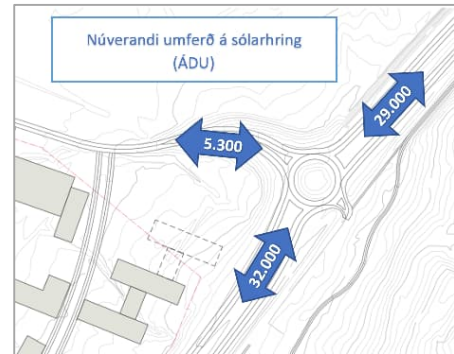 Núverandi umferð á sólarhring
(ÁDU)
29.000
5.300
32.000